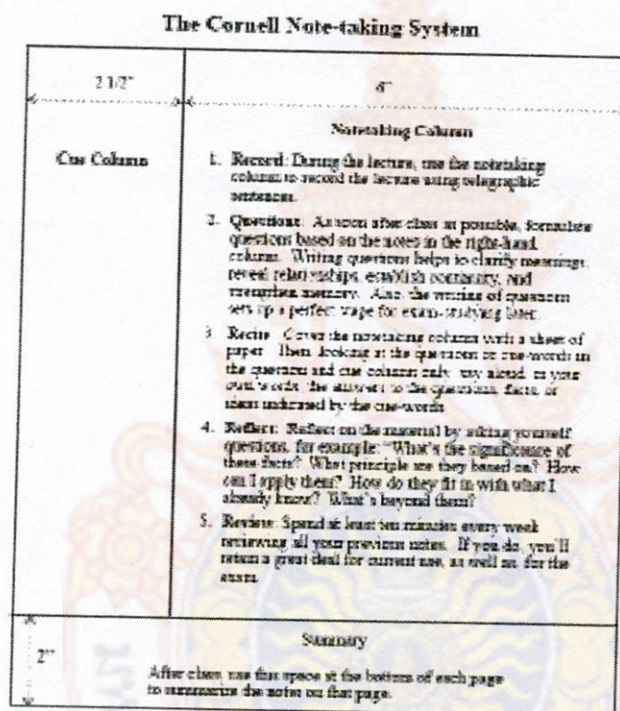 The Cornell Note-taking System
2 1/2"
6"
Notetaking Column
Cue Column
1. Record: During the lecture, use the notetaking
column to record the lecture using telegraphic
sentences.
2. Questions: As soon after class as possible, formulate
questions based on the notes in the right-hand
column. Writing questions helps to clarify meanings,
reveal relationships, establish continuity, and
strengthen memory. Also, the writing of questions
sets up a perfect stage for exam-studying later.
3. Recite: Cover the notetaking column with a sheet of
paper. Then, looking at the questions or cue-words in
the question and cue column only, say aloud, in your
own words, the answers to the questions, facts, or
ideas indicated by the cue-words.
4. Reflect: Reflect on the material by asking yourself
questions, for example: "What's the significance of
these facts? What principle are they based on? How
can I apply them? How do they fit in with what I
already know? What's beyond them?
5. Review: Spend at least ten minutes every week
reviewing all your previous notes. If you do, you'll
retain a great deal for current use, as well as, for the
exam.
2"
Summary
After class, use this space at the bottom of each page
to summarize the notes on that page.